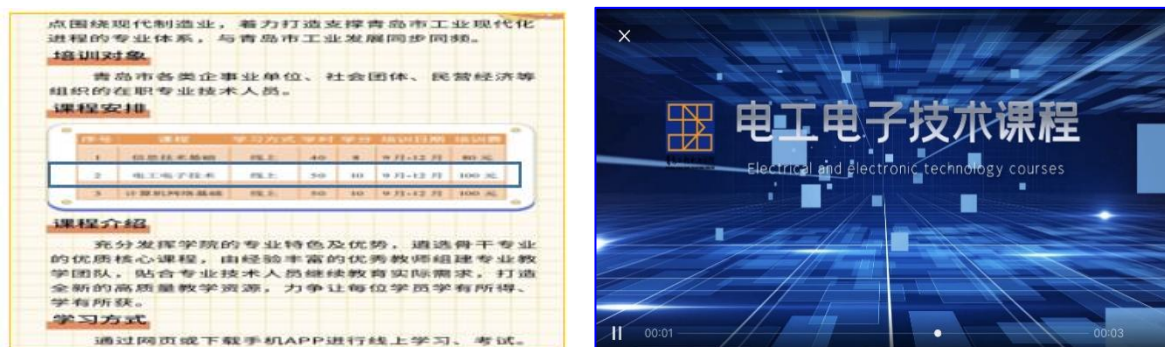 点围绕现代制造业，着力打造支撑青岛市工业现代化
进程的专业体系，与青岛市工业发展同步同频。
培训对象
青岛市各类企事业单位、社会团体、民营经济等
组织的在职专业技术人员。
课程安排
序号 课程 学习方式 学时 学分 培训日期 培训费
1 信息技术基础 线上 40 8 9月-12月 80元
2 电工电子技术 线上 50 10 9月-12月 100元
3 计算机网络基础 线上 50 10 9月-12月 100元
课程介绍
充分发挥学院的专业特色及优势，遴选骨干专业
的优质核心课程，由经验丰富的优秀教师组建专业教
学团队，贴合专业技术人员继续教育实际需求，打造
全新的高质量教学资源，力争让每位学员学有所得、
学有所获。
学习方式
通过网页或下载手机APP进行线上学习、考试。
电工电子技术课程
Electrical and electronic technology courses
00:01
00:03